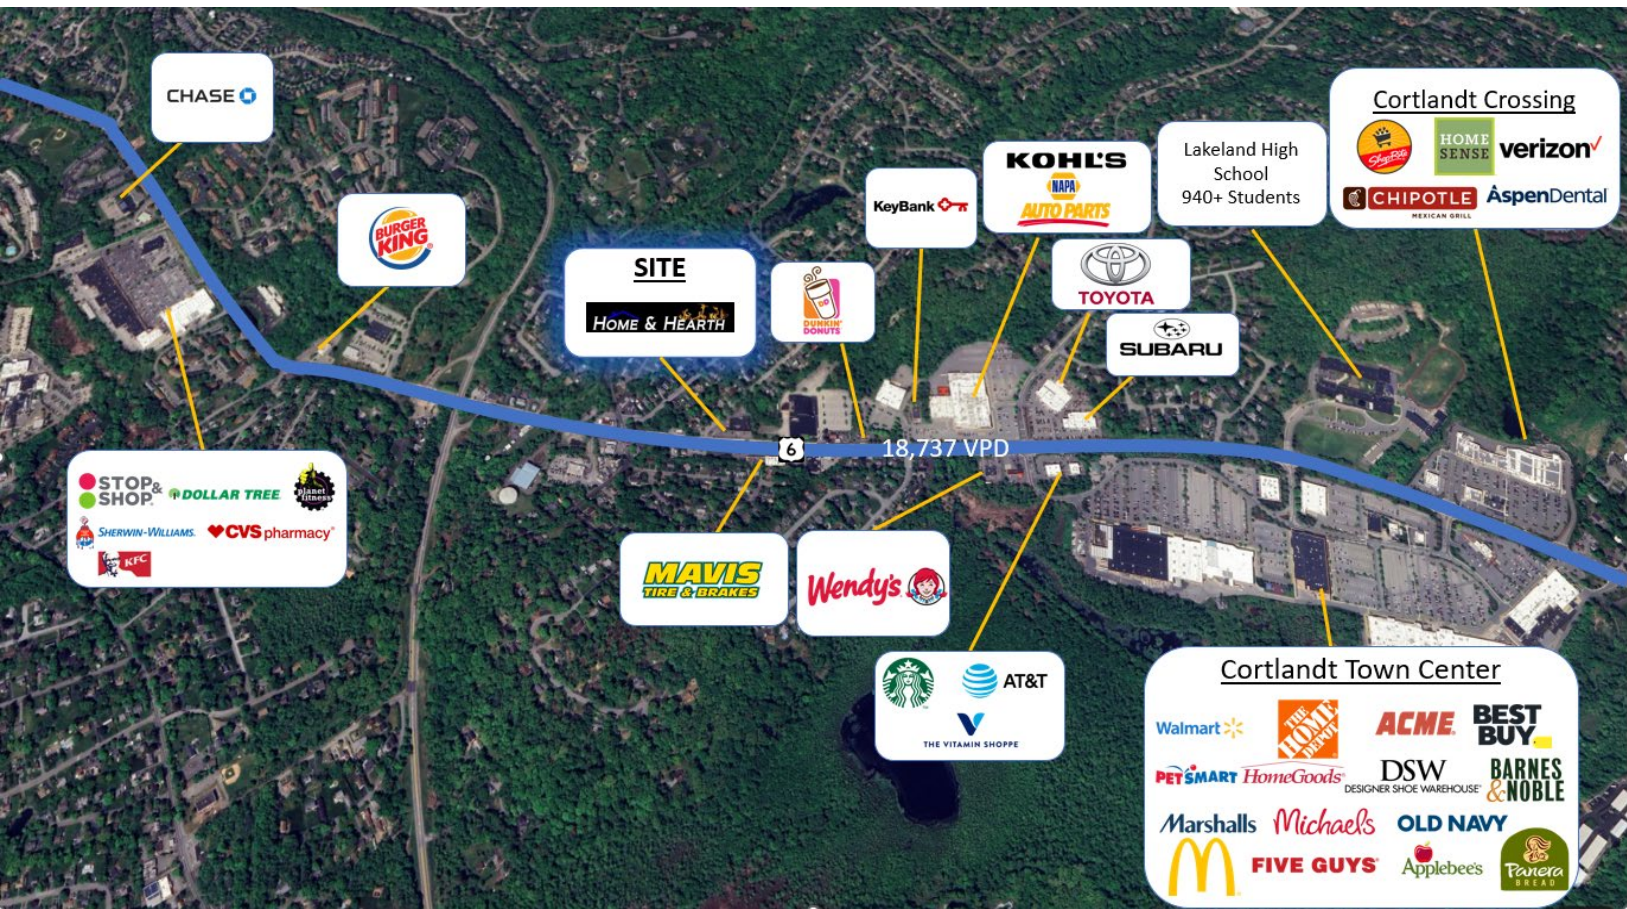 CHASE
BURGER
KING
SITE
HOME & HEARTH
DUNKIN'
DONUTS
KeyBank
KOHL'S
NAPA
AUTO PARTS
TOYOTA
SUBARU
Lakeland High
School
940+ Students
Cortlandt Crossing
ShopRite
HOME
SENSE
verizon
CHIPOTLE
MEXICAN GRILL
AspenDental
6
18,737 VPD
STOP&
SHOP
DOLLAR TREE
planet
fitness
SHERWIN-WILLIAMS.
CVS pharmacy
KFC
MAVIS
TIRE & BRAKES
Wendy's
AT&T
THE VITAMIN SHOPPE
Cortlandt Town Center
Walmart
THE
HOME
DEPOT
ACME
BEST
BUY
PETSMART
HomeGoods
DSW
DESIGNER SHOE WAREHOUSE
BARNES
&NOBLE
Marshalls
Michaels
OLD NAVY
FIVE GUYS
Applebee's
Panera
BREAD